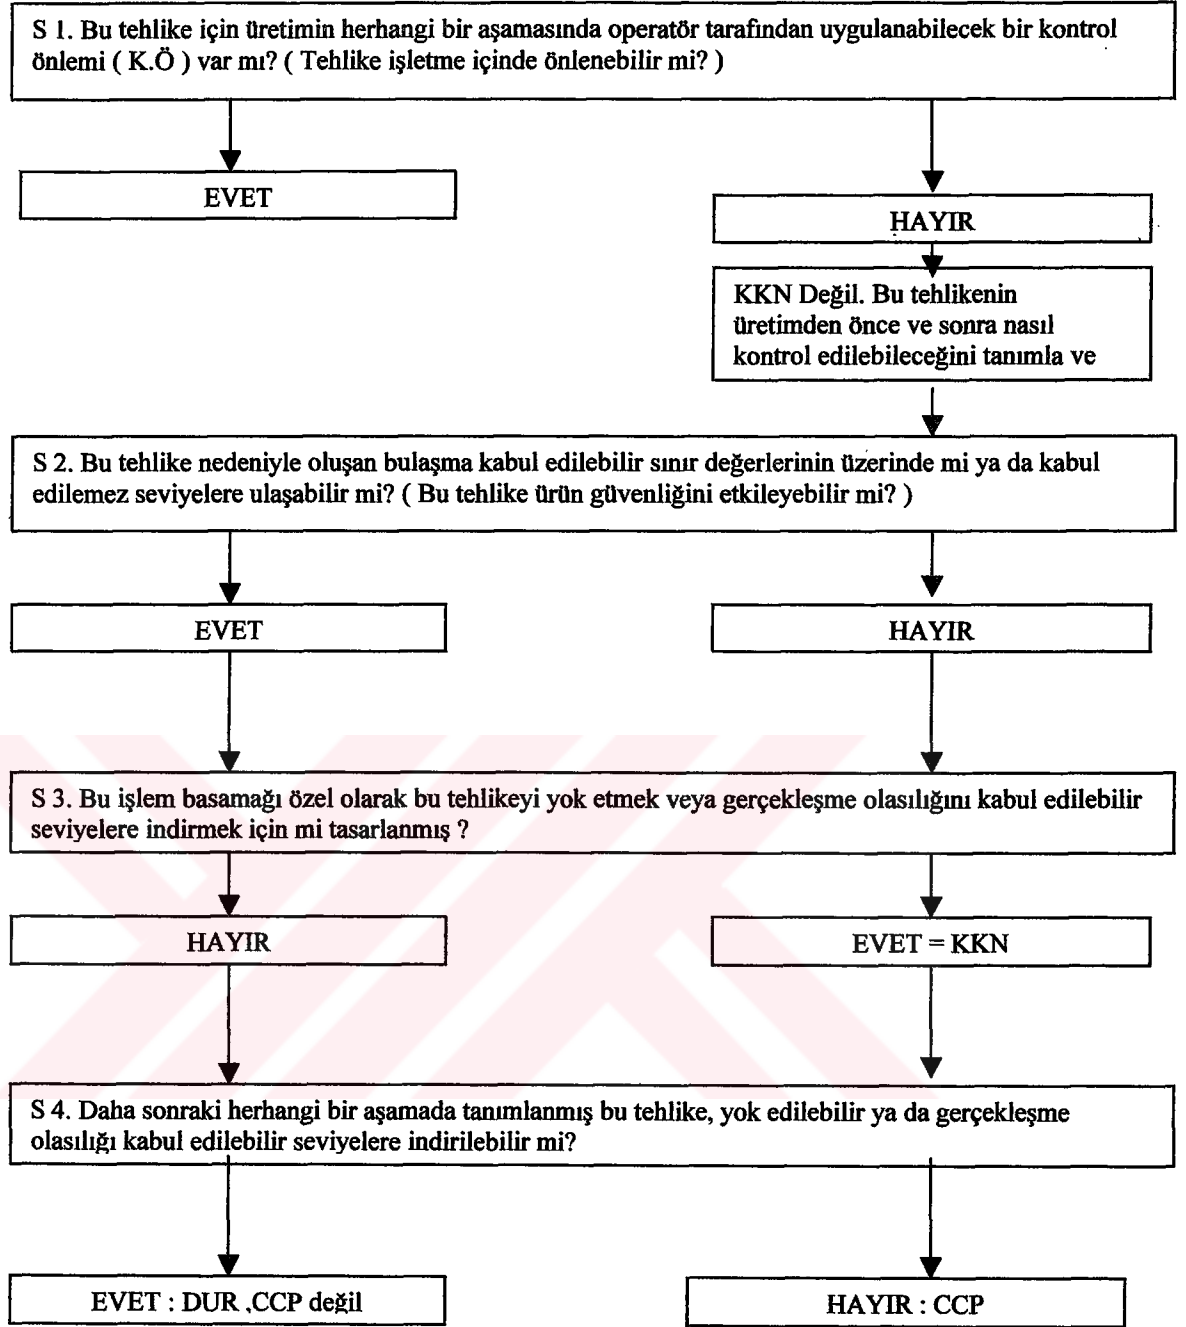 S 1. Bu tehlike için üretimin herhangi bir aşamasında operatör tarafından uygulanabilecek bir kontrol
önlemi ( K.Ö ) var mı? ( Tehlike işletme içinde önlenebilir mi? )
EVET
HAYIR
KKN Değil. Bu tehlikenin
üretimden önce ve sonra nasıl
kontrol edilebileceğini tanımla ve
S 2. Bu tehlike nedeniyle oluşan bulaşma kabul edilebilir sınır değerlerinin üzerinde mi ya da kabul
edilemez seviyelere ulaşabilir mi? ( Bu tehlike ürün güvenliğini etkileyebilir mi? )
EVET
HAYIR
S 3. Bu işlem basamağı özel olarak bu tehlikeyi yok etmek veya gerçekleşme olasılığını kabul edilebilir
seviyelere indirmek için mi tasarlanmış ?
HAYIR
EVET = KKN
S 4. Daha sonraki herhangi bir aşamada tanımlanmış bu tehlike, yok edilebilir ya da gerçekleşme
olasılığı kabul edilebilir seviyelere indirilebilir mi?
EVET : DUR ,CCP değil
HAYIR : CCP